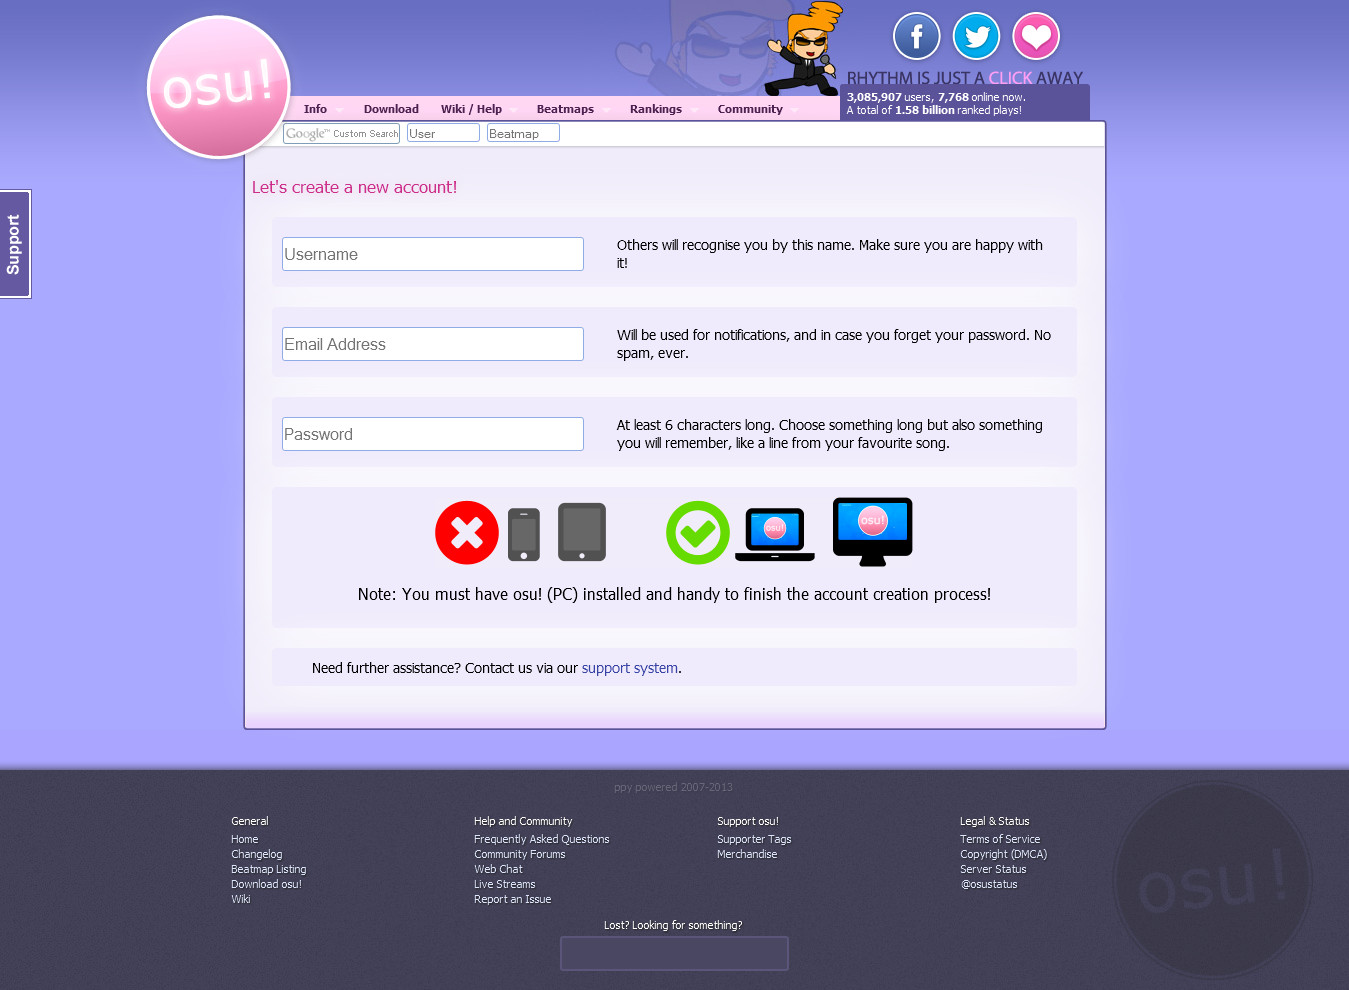 osu!
RHYTHM IS JUST A CLICK AWAY
3,085,907 users, 7,768 online now.
A total of 1.58 billion ranked plays!
Info Download Wiki / Help Beatmaps Rankings Community
Google™ Custom Search User Beatmap
Support
Let's create a new account!
Username
Others will recognise you by this name. Make sure you are happy with
it!
Email Address
Will be used for notifications, and in case you forget your password. No
spam, ever.
Password
At least 6 characters long. Choose something long but also something
you will remember, like a line from your favourite song.
osu! osu!
Note: You must have osu! (PC) installed and handy to finish the account creation process!
Need further assistance? Contact us via our support system.
ppy powered 2007-2013
General
Home
Changelog
Beatmap Listing
Download osu!
Wiki
Help and Community
Frequently Asked Questions
Community Forums
Web Chat
Live Streams
Report an Issue
Support osu!
Supporter Tags
Merchandise
Legal & Status
Terms of Service
Copyright (DMCA)
Server Status
@osustatus
osu!
Lost? Looking for something?